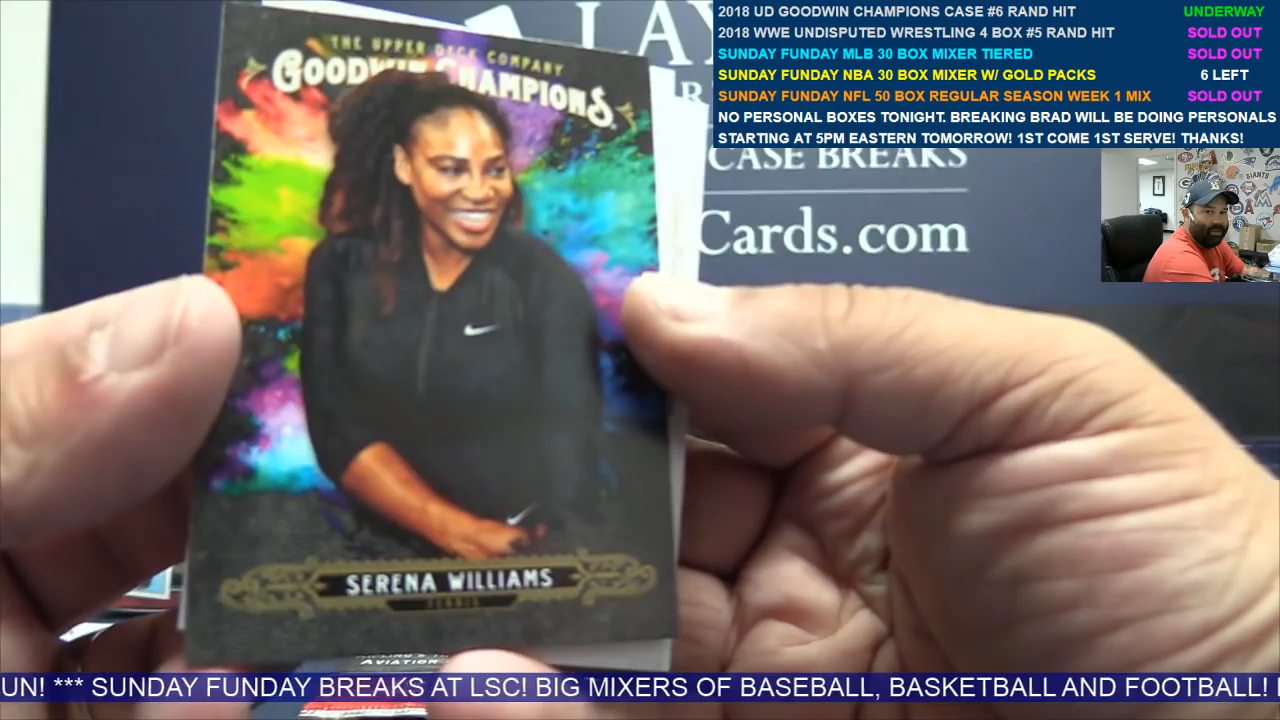 2018 UD GOODWIN CHAMPIONS CASE #6 RAND HIT UNDERWAY
2018 WWE UNDISPUTED WRESTLING 4 BOX #5 RAND HIT SOLD OUT
SUNDAY FUNDAY MLB 30 BOX MIXER TIERED SOLD OUT
SUNDAY FUNDAY NBA 30 BOX MIXER W/ GOLD PACKS 6 LEFT
SUNDAY FUNDAY NFL 50 BOX REGULAR SEASON WEEK 1 MIX SOLD OUT
NO PERSONAL BOXES TONIGHT. BREAKING BRAD WILL BE DOING PERSONALS
STARTING AT 5PM EASTERN TOMORROW! 1ST COME 1ST SERVE! THANKS!
LAY
CASE BREAKS
Cards.com
GIANTS
THE UPPER DECK COMPANY
GOODWIN CHAMPIONS
SERENA WILLIAMS
TENNIS
AVIATION
UN! *** SUNDAY FUNDAY BREAKS AT LSC! BIG MIXERS OF BASEBALL, BASKETBALL AND FOOTBALL!